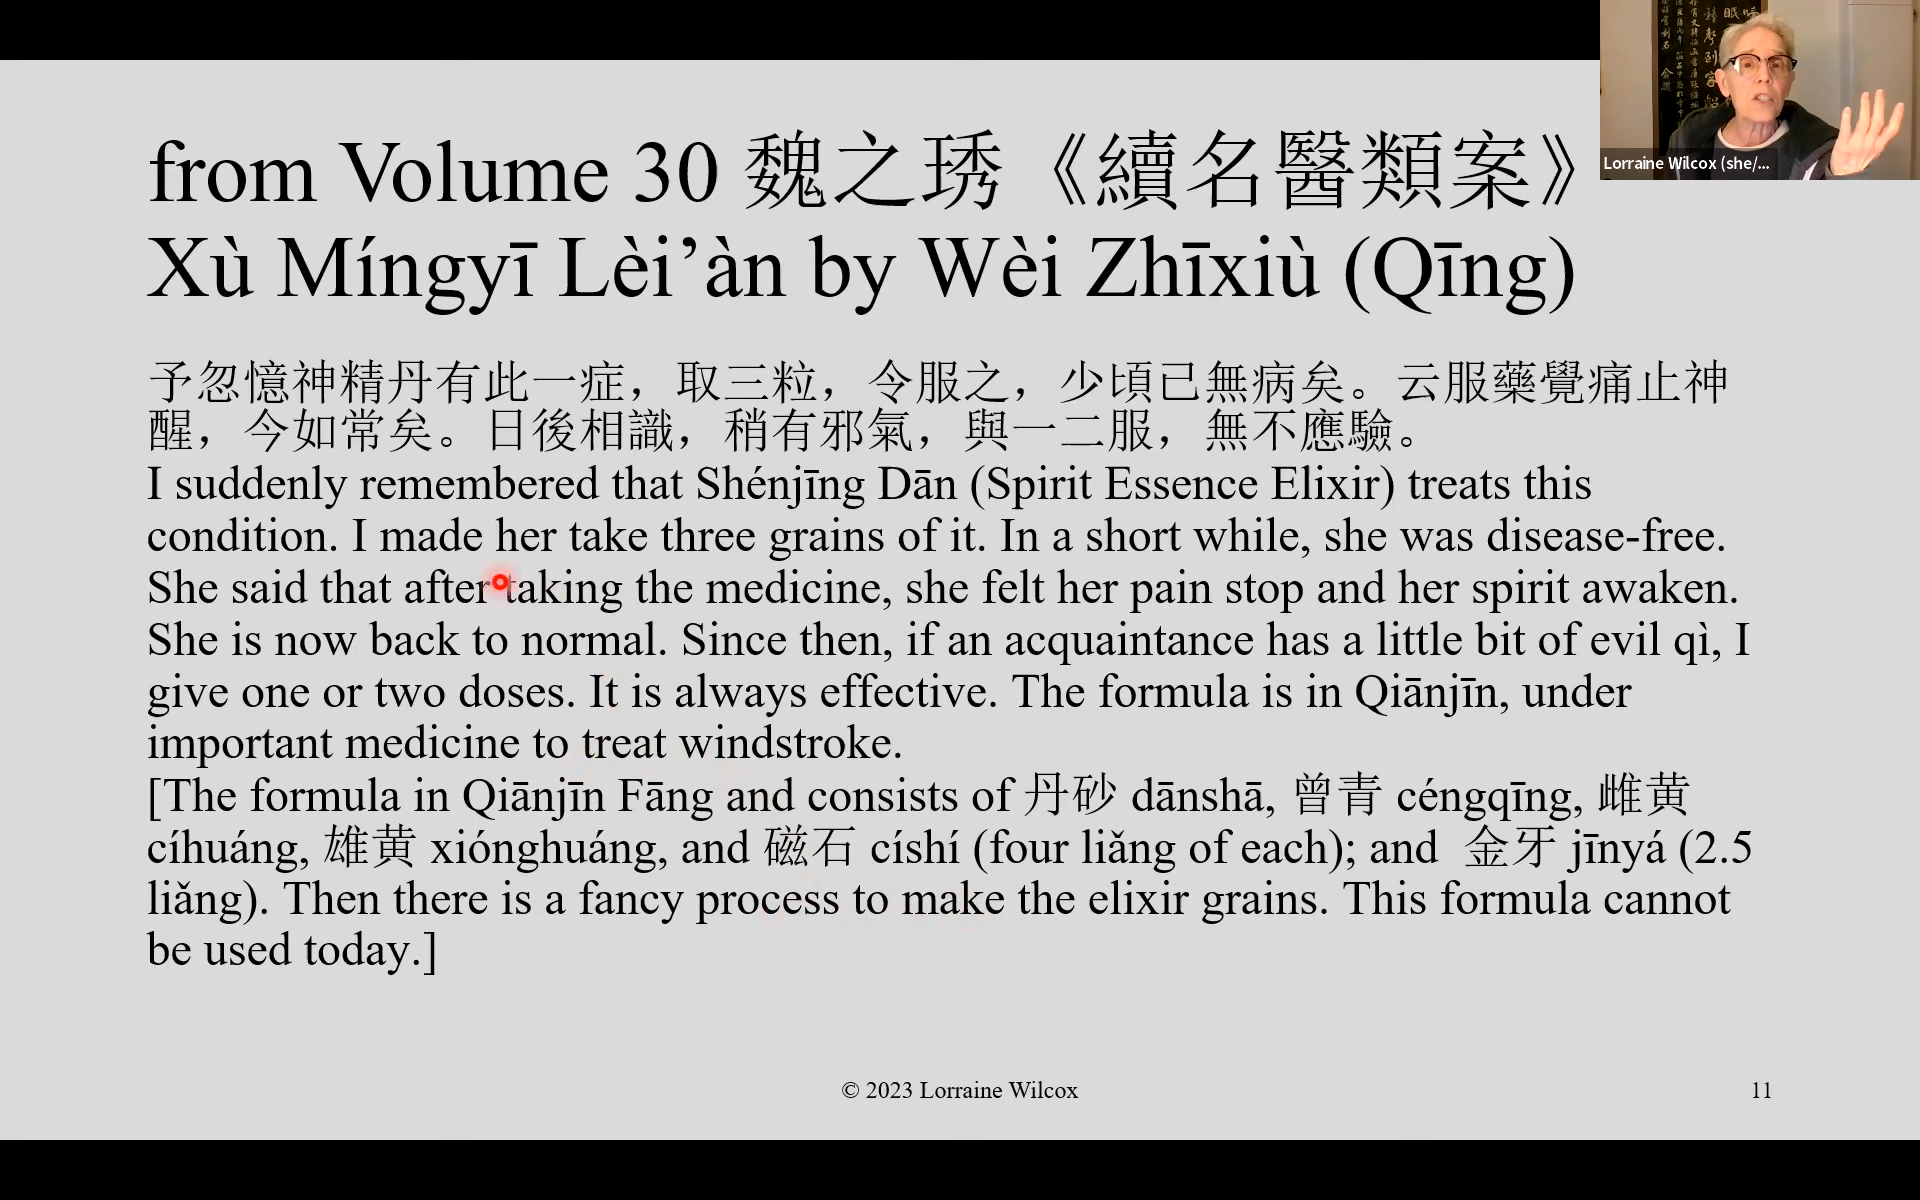 from Volume 30 魏之琇《續名醫類案》
Xù Míngyī Lèi’àn by Wèi Zhīxiù (Qīng)
予忽憶神精丹有此一症，取三粒，令服之，少頃已無病矣。云服藥覺痛止神
醒，今如常矣。日後相識，稍有邪氣，與一二服，無不應驗。
I suddenly remembered that Shénjīng Dān (Spirit Essence Elixir) treats this
condition. I made her take three grains of it. In a short while, she was disease-free.
She said that after taking the medicine, she felt her pain stop and her spirit awaken.
She is now back to normal. Since then, if an acquaintance has a little bit of evil qì, I
give one or two doses. It is always effective. The formula is in Qiānjīn, under
important medicine to treat windstroke.
[The formula in Qiānjīn Fāng and consists of 丹砂 dānshā, 曾青 céngqīng, 雌黄
cíhuáng, 雄黄 xiónghuáng, and 磁石 císhí (four liǎng of each); and 金牙 jīnyá (2.5
liǎng). Then there is a fancy process to make the elixir grains. This formula cannot
be used today.]
© 2023 Lorraine Wilcox
11
Lorraine Wilcox (she/...